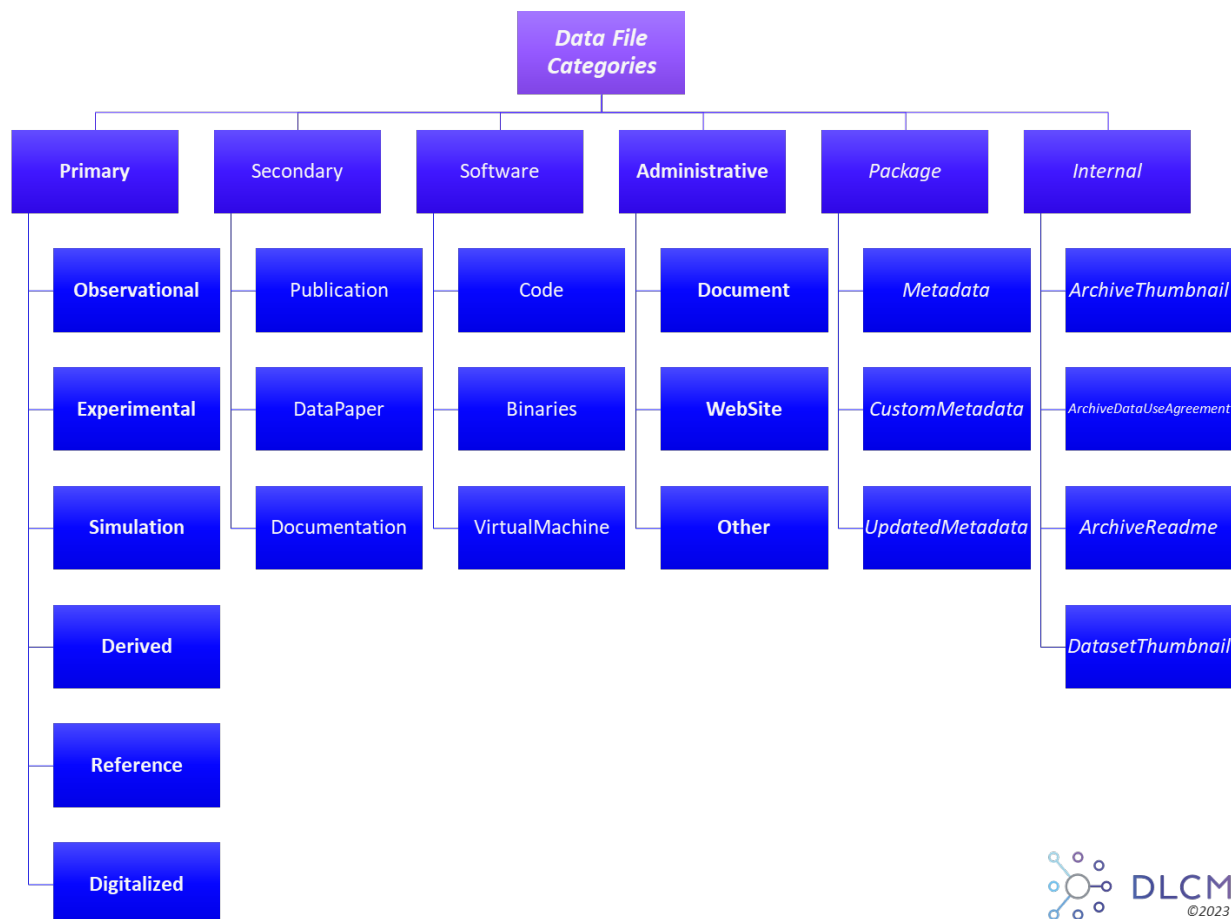 Data File
Categories
Primary
Secondary
Software
Administrative
Package
Internal
Observational
Publication
Code
Document
Metadata
ArchiveThumbnail
Experimental
DataPaper
Binaries
WebSite
CustomMetadata
ArchiveDataUseAgreement
Simulation
Documentation
VirtualMachine
Other
UpdatedMetadata
ArchiveReadme
Derived
DatasetThumbnail
Reference
Digitalized
DLCM
©2023